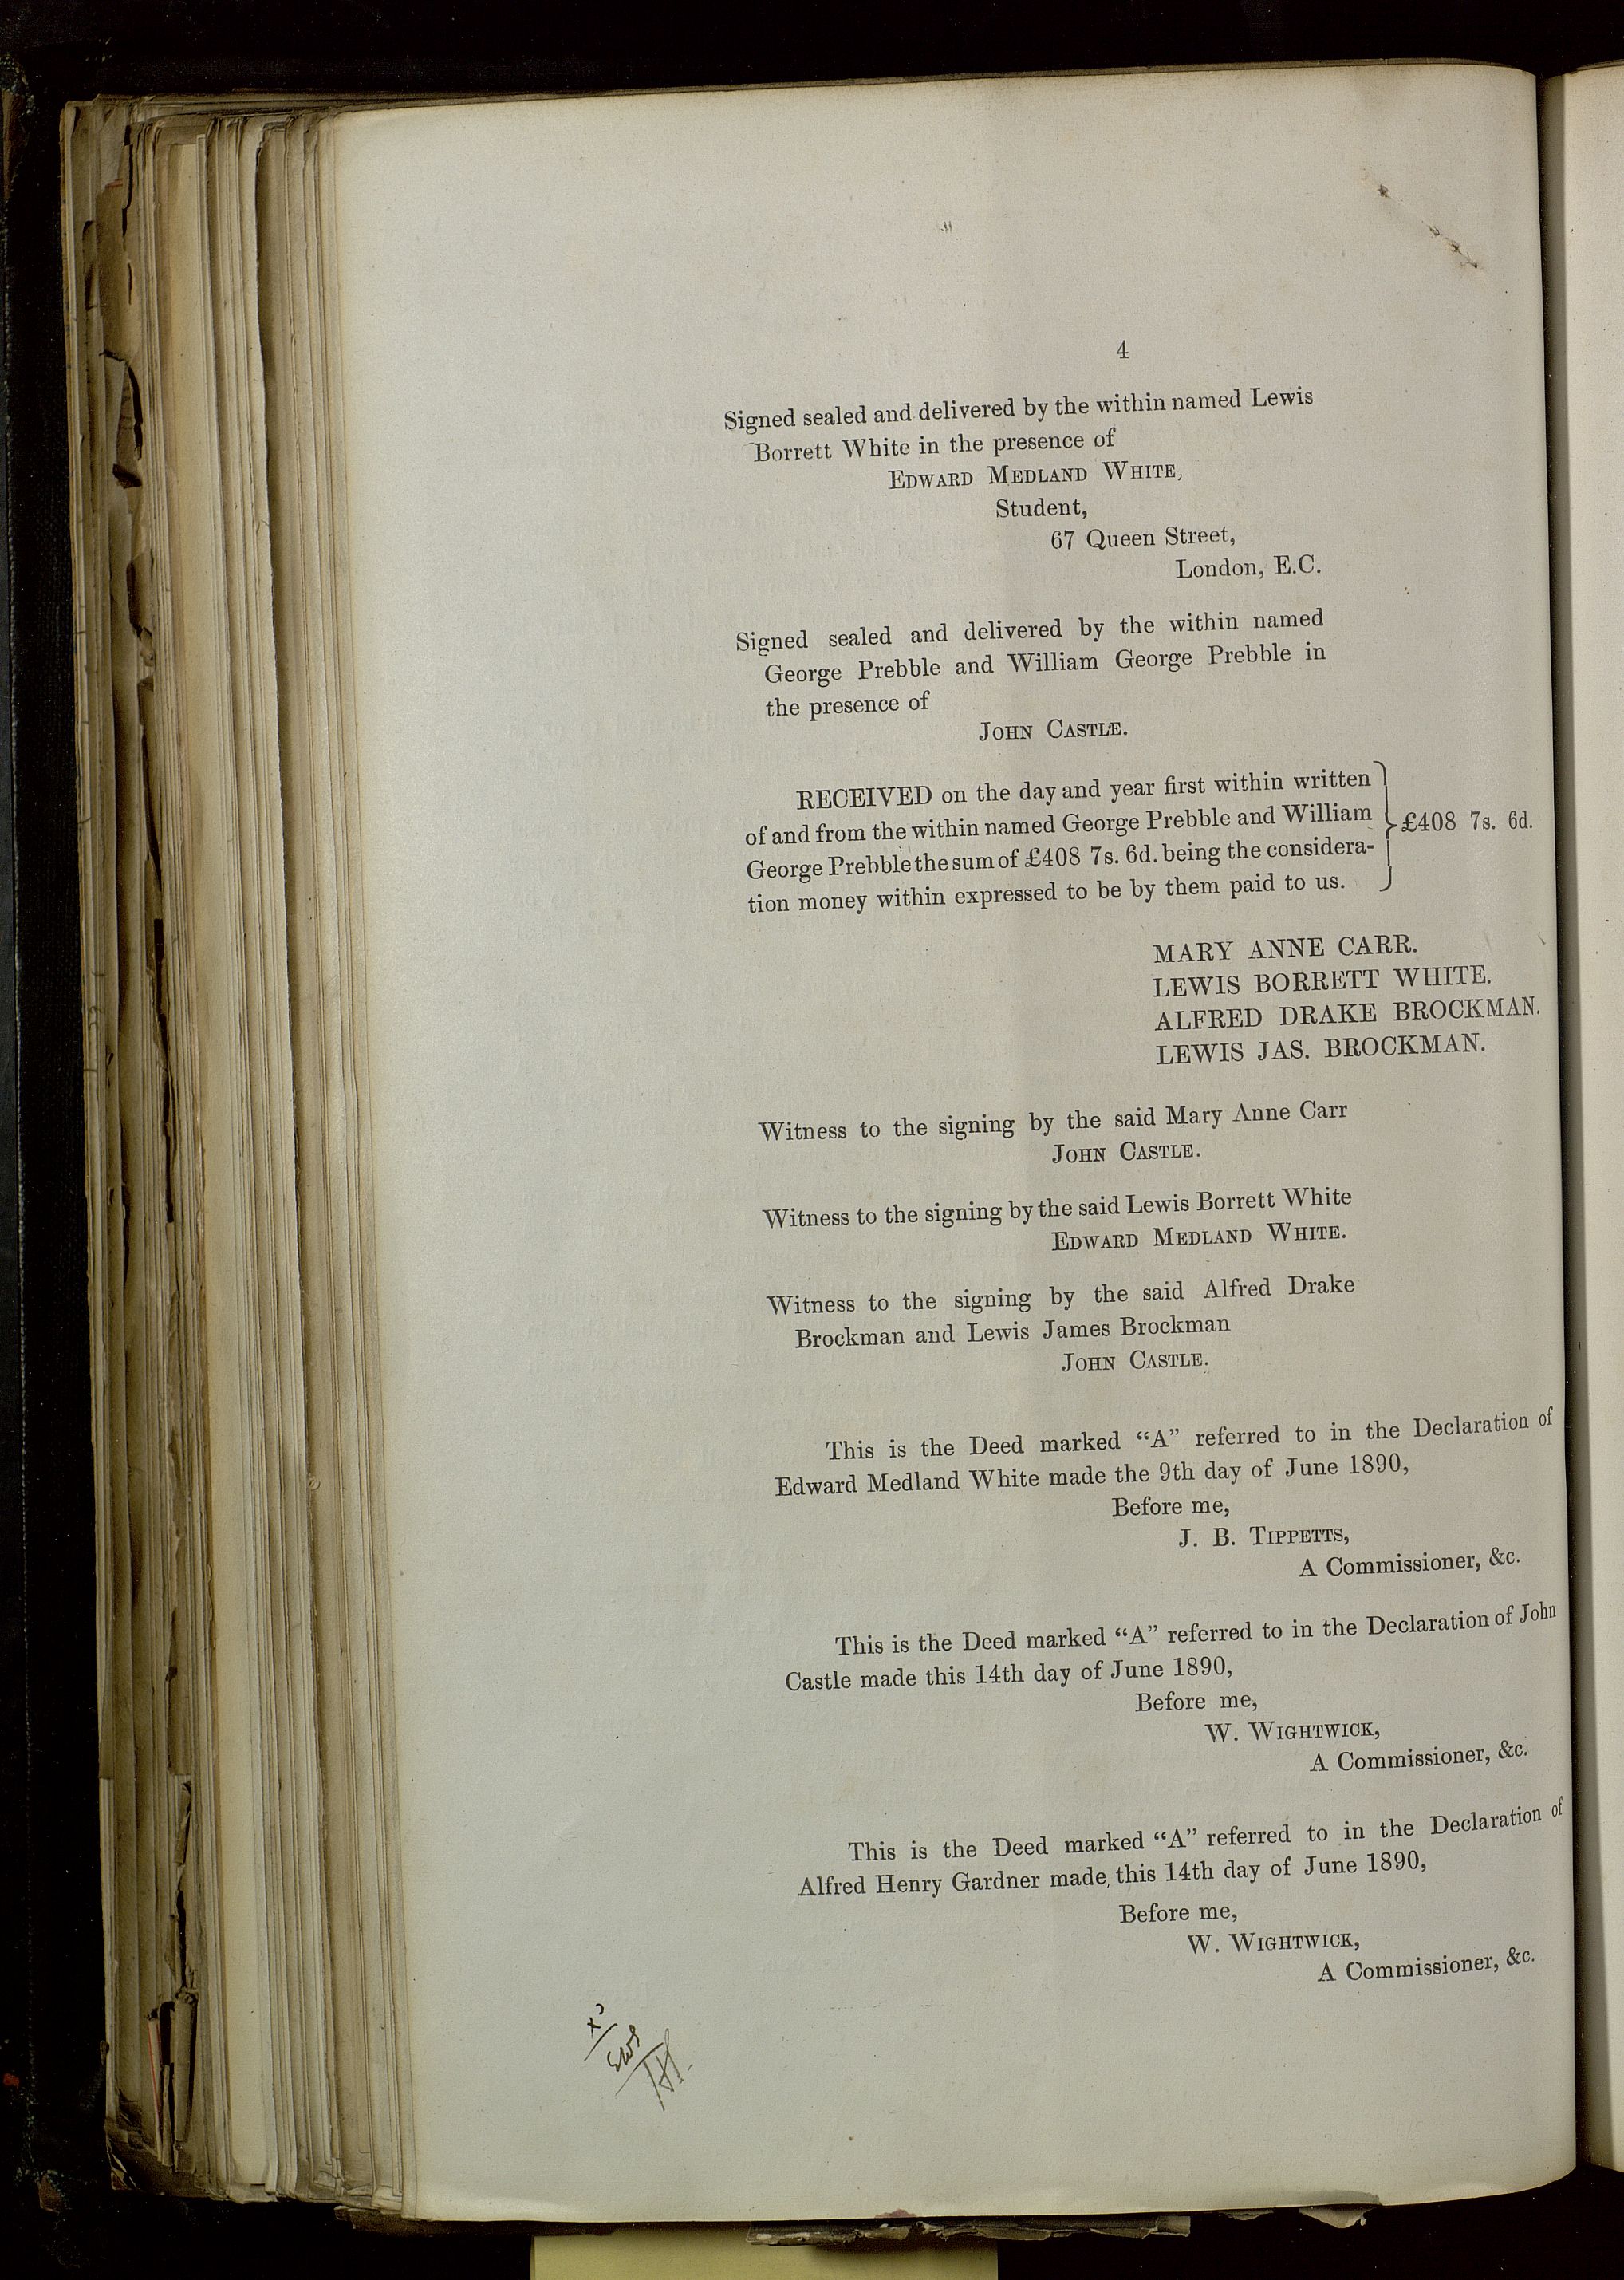 4
Signed sealed and delivered by the within named Lewis
Borrett White in the presence of
EDWARD MEDLAND WHITE,
Student,
67 Queen Street,
London, E.C.
Signed sealed and delivered by the within named
George Prebble and William George Prebble in
the presence of
JOHN CASTLE.
RECEIVED on the day and year first within written
of and from the within named George Prebble and William
George Prebble the sum of £408 7s. 6d. being the considera-
tion money within expressed to be by them paid to us.
£408 7s. 6d.
MARY ANNE CARR.
LEWIS BORRETT WHITE.
ALFRED DRAKE BROCKMAN.
LEWIS JAS. BROCKMAN.
Witness to the signing by the said Mary Anne Carr
JOHN CASTLE.
Witness to the signing by the said Lewis Borrett White
EDWARD MEDLAND WHITE.
Witness to the signing by the said Alfred Drake
Brockman and Lewis James Brockman
JOHN CASTLE.
This is the Deed marked “A” referred to in the Declaration of
Edward Medland White made the 9th day of June 1890,
Before me,
J. B. TIPPETTS,
A Commissioner, &c.
This is the Deed marked “A” referred to in the Declaration of John
Castle made this 14th day of June 1890,
Before me,
W. WIGHTWICK,
A Commissioner, &c.
This is the Deed marked “A” referred to in the Declaration of
Alfred Henry Gardner made this 14th day of June 1890,
Before me,
W. WIGHTWICK,
A Commissioner, &c.